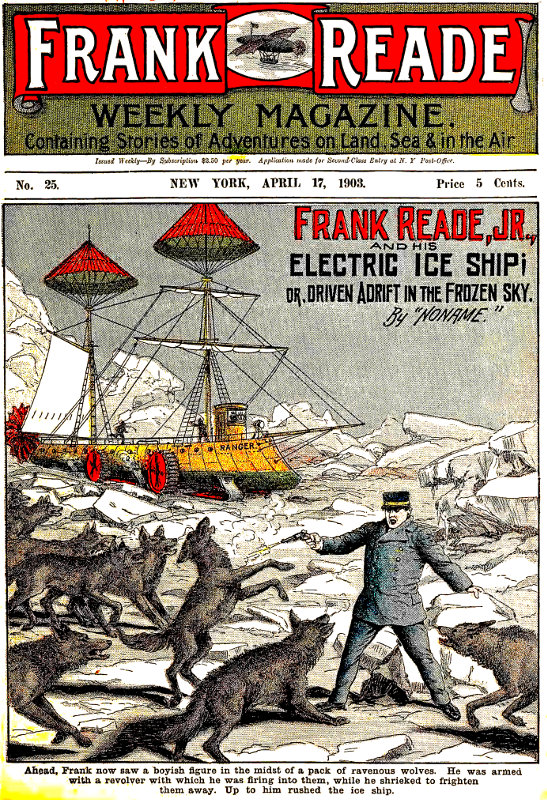 FRANK READE
WEEKLY MAGAZINE.
Containing Stories of Adventures on Land, Sea & in the Air
Issued Weekly—By Subscription $2.50 per year. Application made for Second-Class Entry at N. Y. Post-Office.
No. 25. NEW YORK, APRIL 17, 1903. Price 5 Cents.
FRANK READE, JR.,
AND HIS
ELECTRIC ICE SHIP;
OR, DRIVEN ADRIFT IN THE FROZEN SKY.
By "NONAME."
RANGER
Ahead, Frank now saw a boyish figure in the midst of a pack of ravenous wolves. He was armed
with a revolver with which he was firing into them, while he shrieked to frighten
them away. Up to him rushed the ice ship.